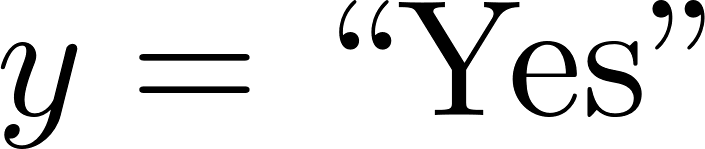 y = “Yes”